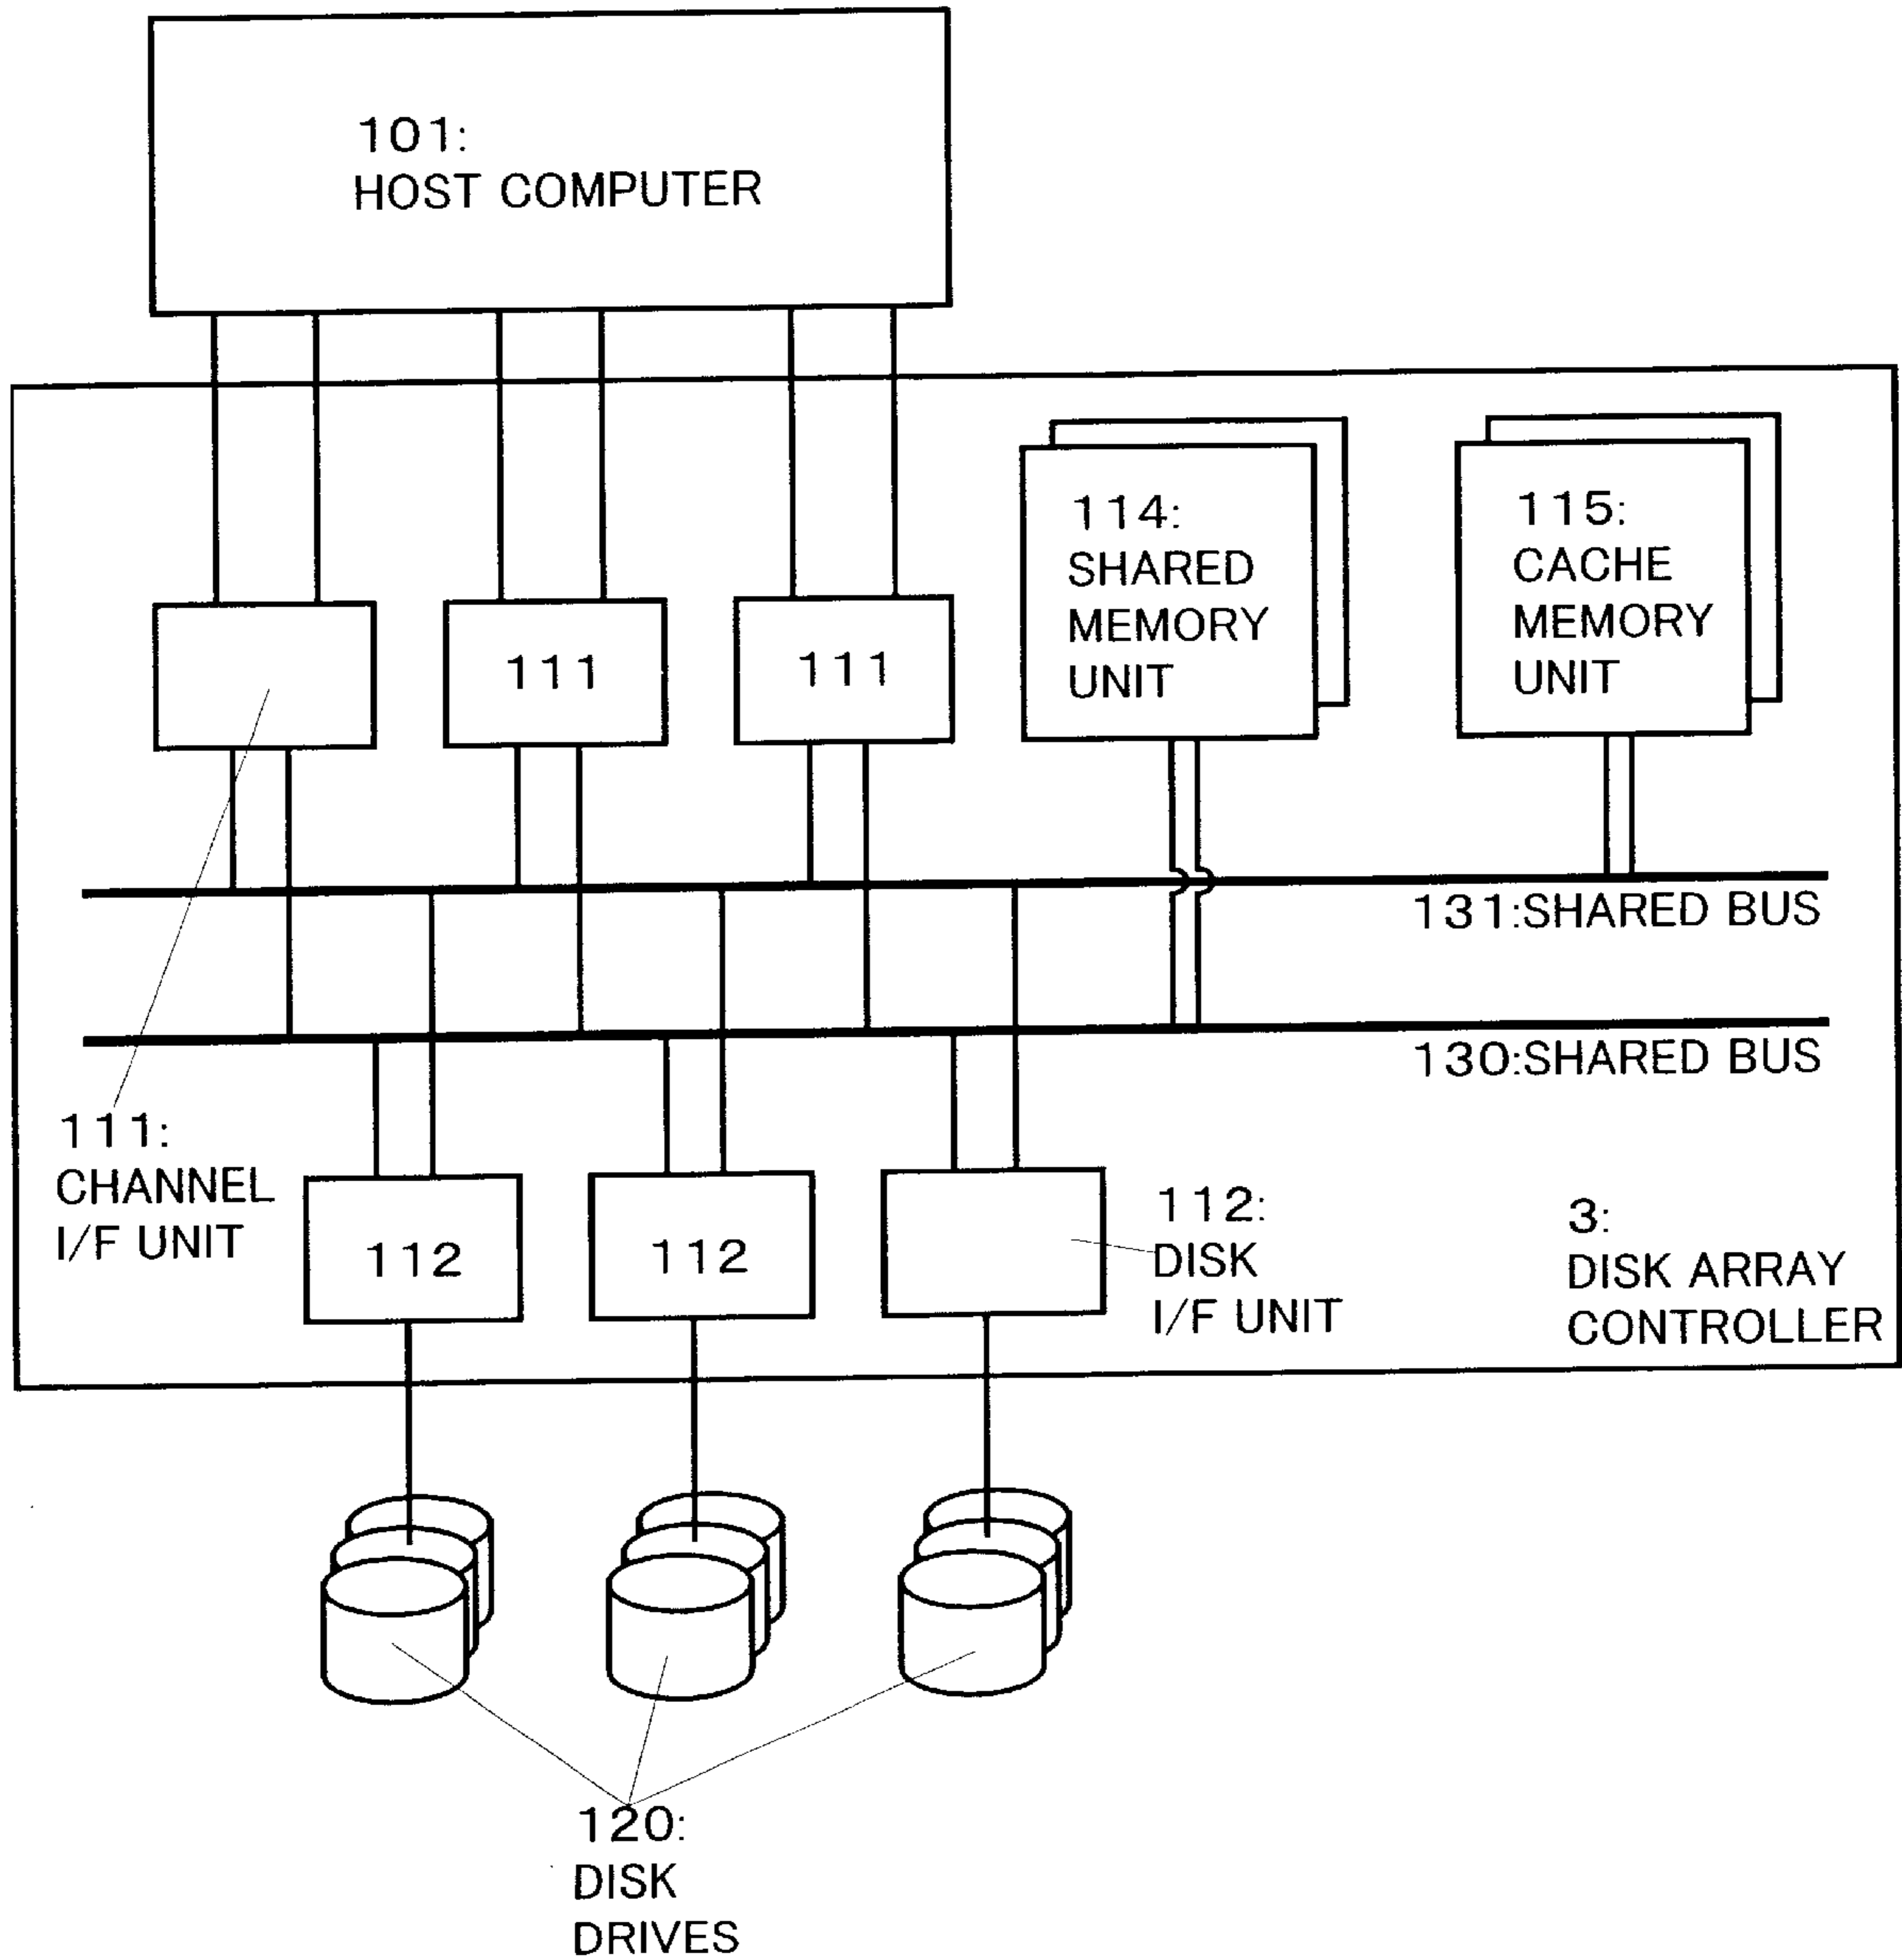 101:
HOST COMPUTER
114:
SHARED
MEMORY
UNIT
115:
CACHE
MEMORY
UNIT
111
111
131:SHARED BUS
130:SHARED BUS
111:
CHANNEL
I/F UNIT
112
112
112:
DISK
I/F UNIT
3:
DISK ARRAY
CONTROLLER
120:
DISK
DRIVES